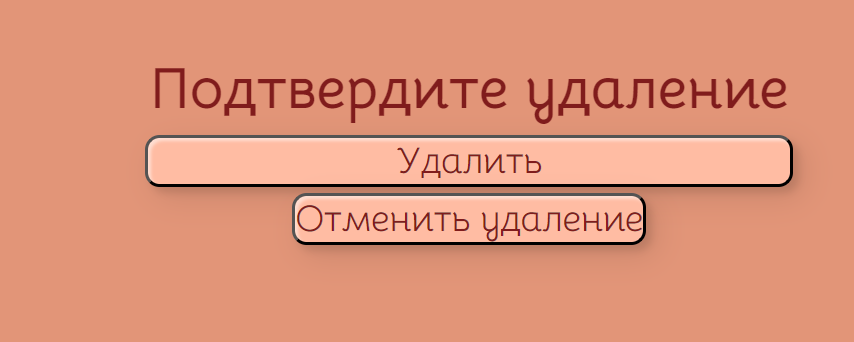 Подтвердите удаление
Удалить
Отменить удаление